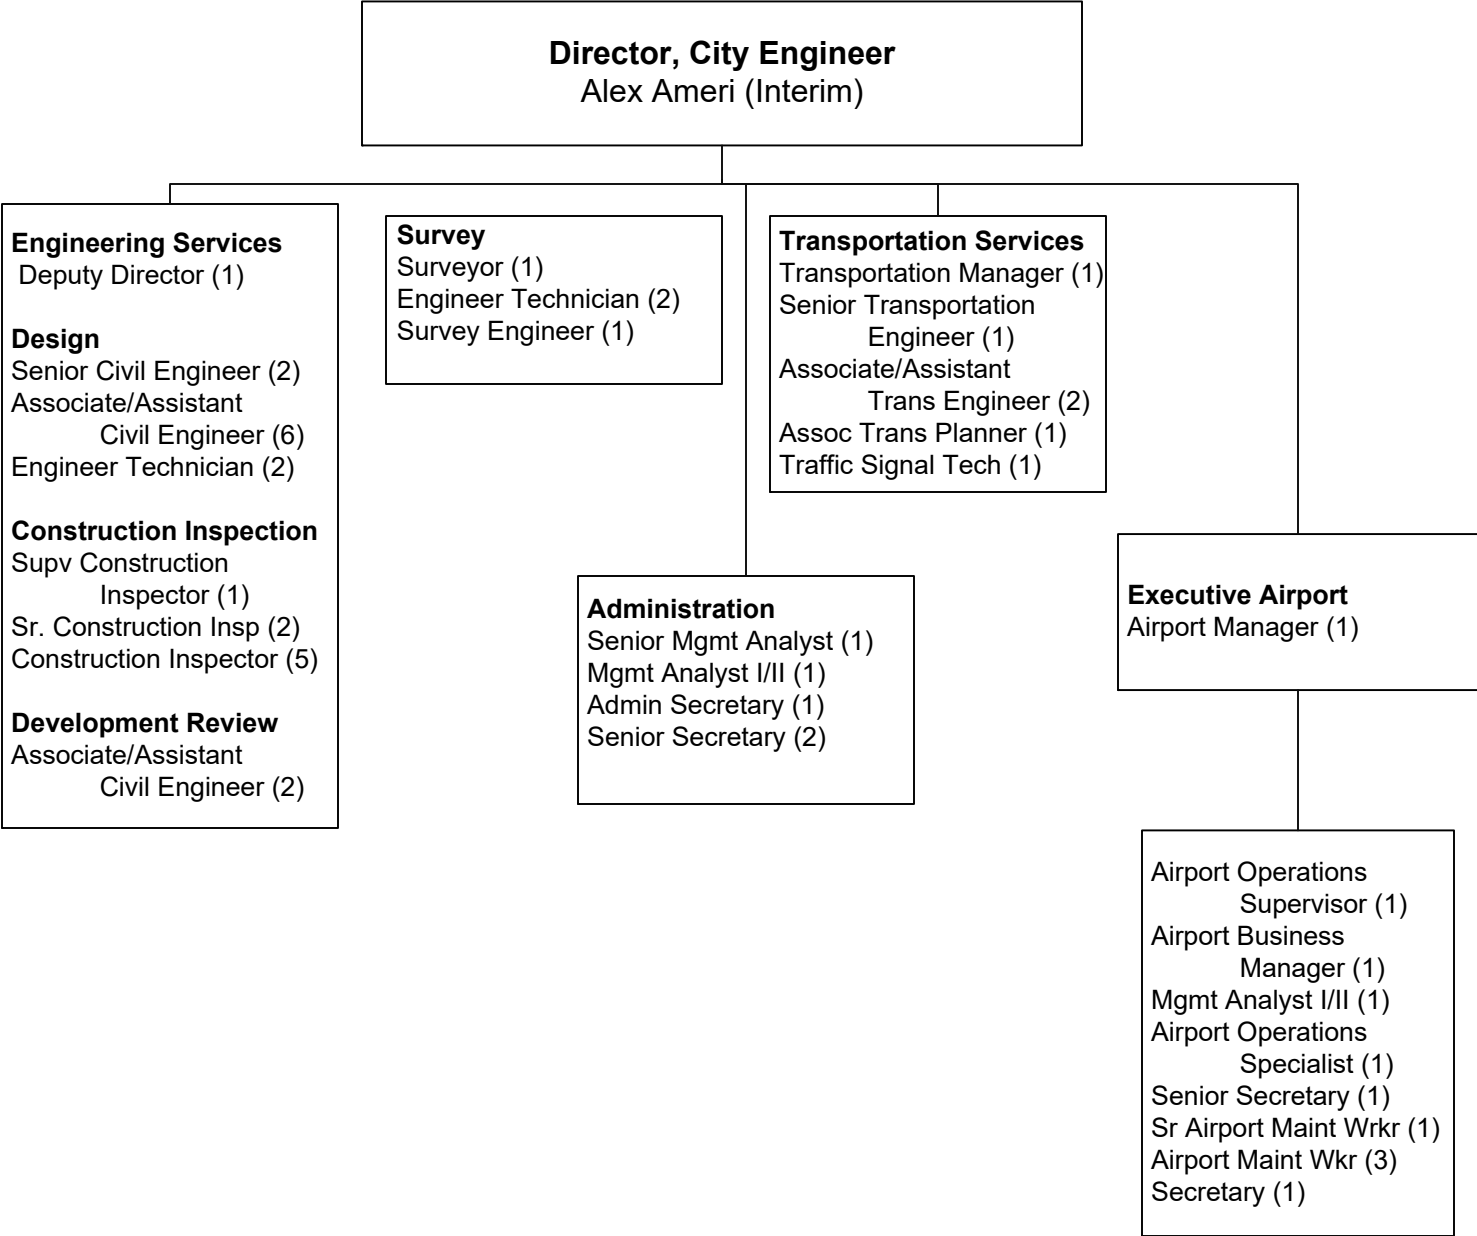 Director, City Engineer
Alex Ameri (Interim)
Engineering Services
Deputy Director (1)
Design
Senior Civil Engineer (2)
Associate/Assistant
Civil Engineer (6)
Engineer Technician (2)
Construction Inspection
Supv Construction
Inspector (1)
Sr. Construction Insp (2)
Construction Inspector (5)
Development Review
Associate/Assistant
Civil Engineer (2)
Survey
Surveyor (1)
Engineer Technician (2)
Survey Engineer (1)
Transportation Services
Transportation Manager (1)
Senior Transportation
Engineer (1)
Associate/Assistant
Trans Engineer (2)
Assoc Trans Planner (1)
Traffic Signal Tech (1)
Administration
Senior Mgmt Analyst (1)
Mgmt Analyst I/II (1)
Admin Secretary (1)
Senior Secretary (2)
Executive Airport
Airport Manager (1)
Airport Operations
Supervisor (1)
Airport Business
Manager (1)
Mgmt Analyst I/II (1)
Airport Operations
Specialist (1)
Senior Secretary (1)
Sr Airport Maint Wrkr (1)
Airport Maint Wkr (3)
Secretary (1)